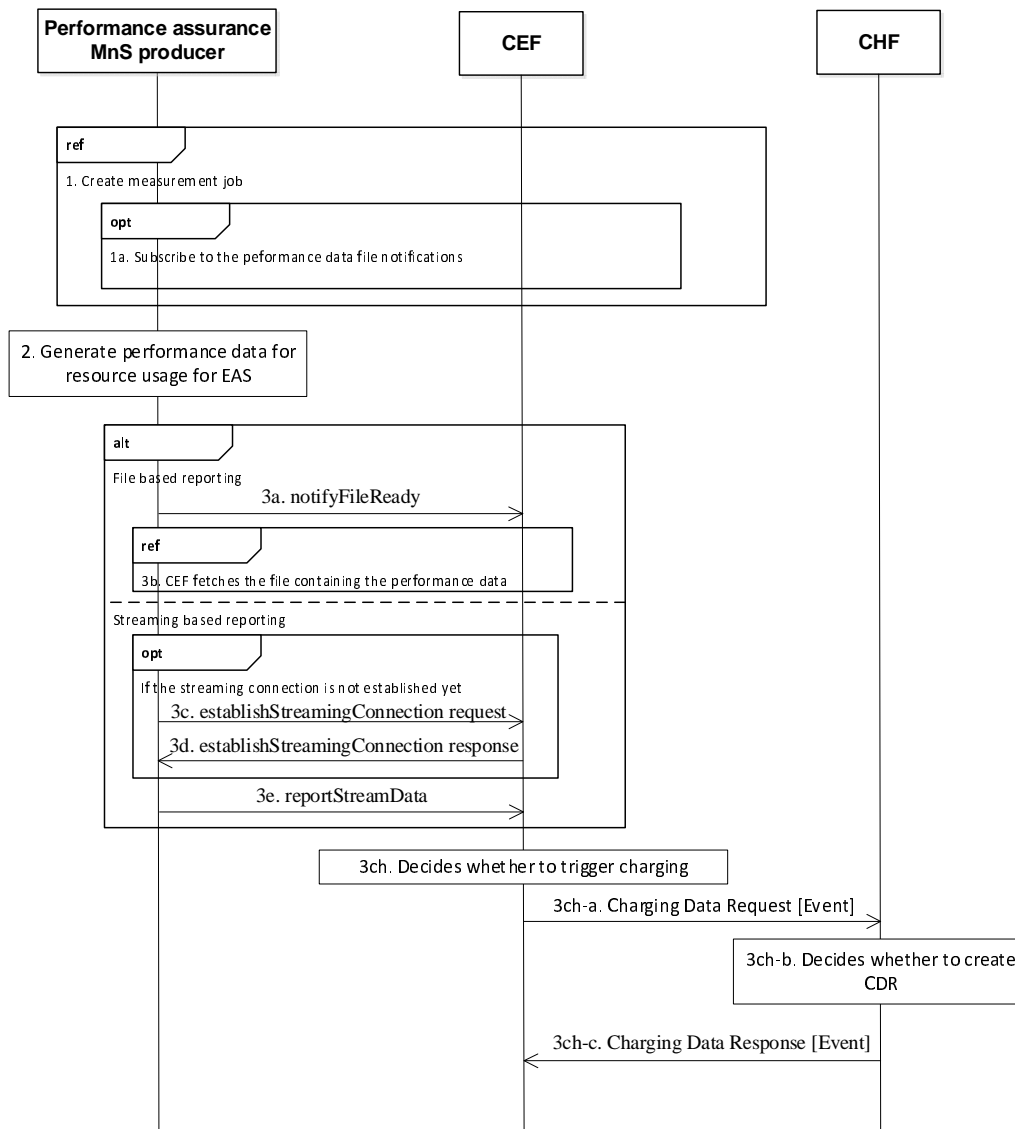 Performance assurance
MnS producer
CEF
CHF
ref
1. Create measurement job
opt
1a. Subscribe to the peformance data file notifications
2. Generate performance data for
resource usage for EAS
alt
File based reporting
3a. notifyFileReady
ref
3b. CEF fetches the file containing the performance data
Streaming based reporting
opt
If the streaming connection is not established yet
3c. establishStreamingConnection request
3d. establishStreamingConnection response
3e. reportStreamData
3ch. Decides whether to trigger charging
3ch-a. Charging Data Request [Event]
3ch-b. Decides whether to create
CDR
3ch-c. Charging Data Response [Event]